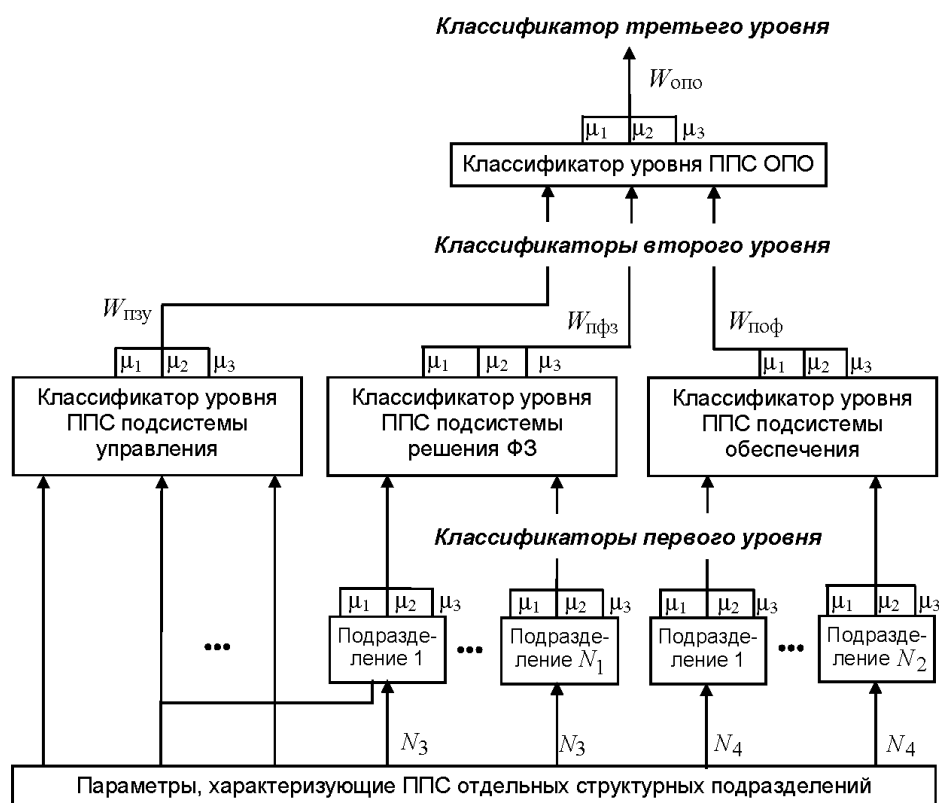 Классификатор третьего уровня
Wопо
μ1 μ2 μ3
Классификатор уровня ППС ОПО
Классификаторы второго уровня
Wпзу
Wпфз
Wпоф
μ1 μ2 μ3
μ1 μ2 μ3
μ1 μ2 μ3
Классификатор уровня
ППС подсистемы
управления
Классификатор уровня
ППС подсистемы
решения ФЗ
Классификатор уровня
ППС подсистемы
обеспечения
Классификаторы первого уровня
μ1 μ2 μ3
μ1 μ2 μ3
μ1 μ2 μ3
μ1 μ2 μ3
...
Подразде-
ление 1
...
Подразде-
ление N1
Подразде-
ление 1
...
Подразде-
ление N2
N3
N3
N4
N4
Параметры, характеризующие ППС отдельных структурных подразделений